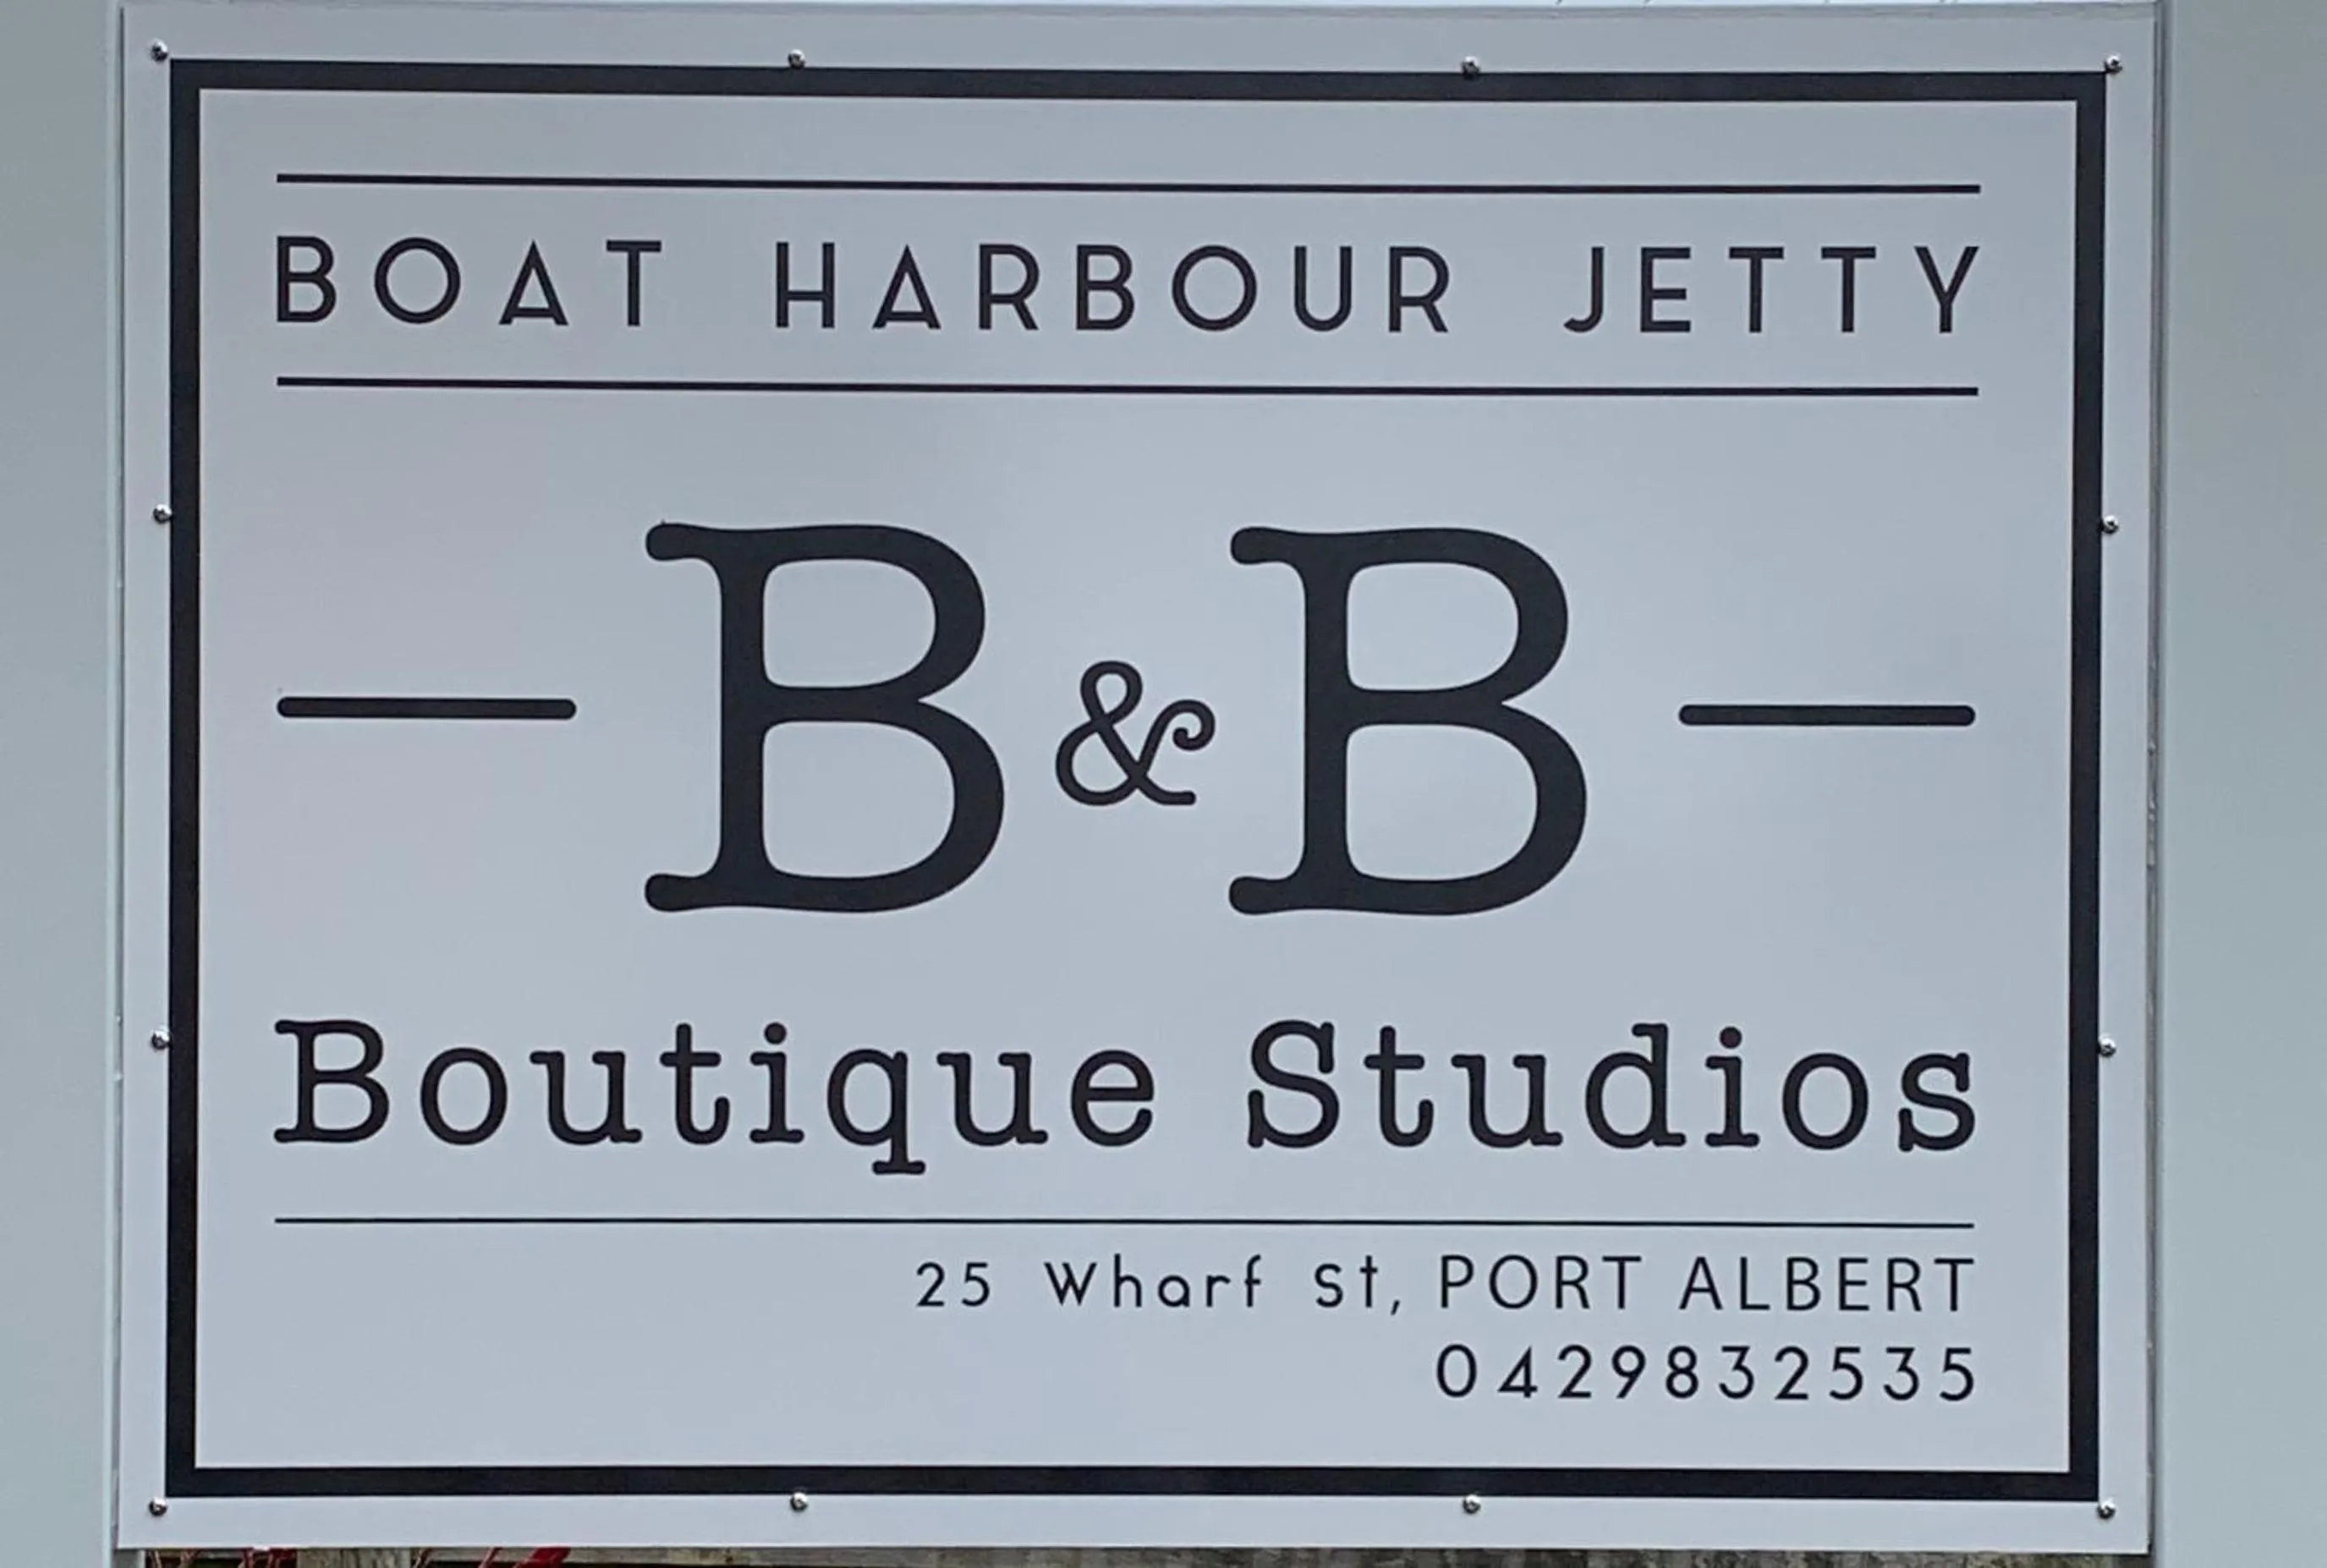 BOAT HARBOUR JETTY
B & B
Boutique Studios
25 Wharf St, PORT ALBERT
0429832535